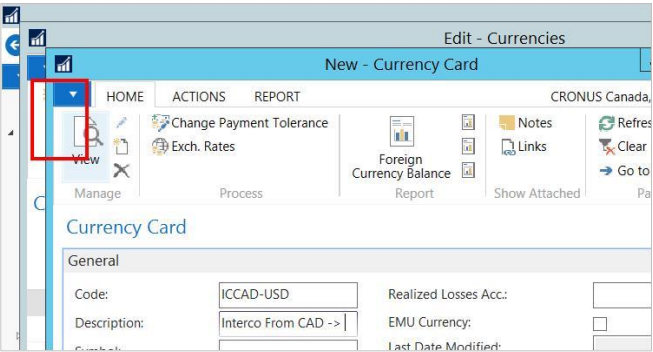 Edit - Currencies
New - Currency Card
HOME ACTIONS REPORT CRONUS Canada,
View
Change Payment Tolerance
Exch. Rates
Foreign
Currency Balance
Notes
Links
Refres
Clear
Go to
Manage Process Report Show Attached Pa
Currency Card
General
Code: ICCAD-USD Realized Losses Acc.:
Description: Interco From CAD -> EMU Currency:
Symbol: Last Date Modified: